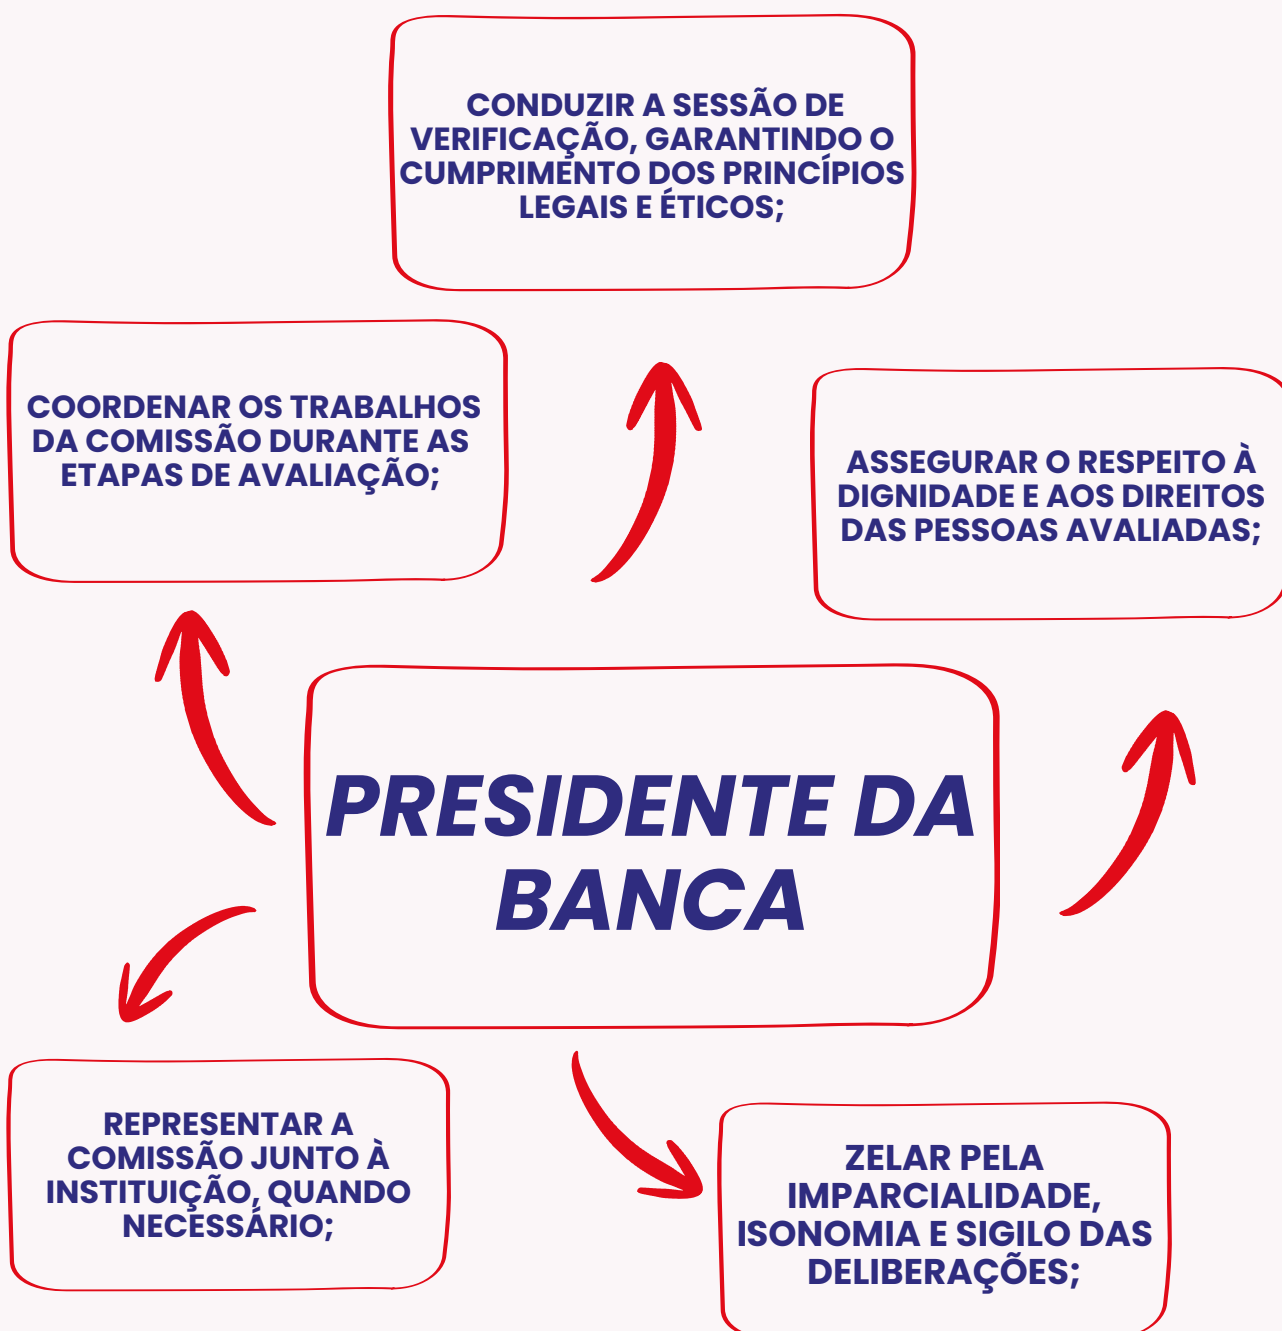 CONDUZIR A SESSÃO DE
VERIFICAÇÃO, GARANTINDO O
CUMPRIMENTO DOS PRINCÍPIOS
LEGAIS E ÉTICOS;
COORDENAR OS TRABALHOS
DA COMISSÃO DURANTE AS
ETAPAS DE AVALIAÇÃO;
ASSEGURAR O RESPEITO À
DIGNIDADE E AOS DIREITOS
DAS PESSOAS AVALIADAS;
PRESIDENTE DA
BANCA
REPRESENTAR A
COMISSÃO JUNTO À
INSTITUIÇÃO, QUANDO
NECESSÁRIO;
ZELAR PELA
IMPARCIALIDADE,
ISONOMIA E SIGILO DAS
DELIBERAÇÕES;